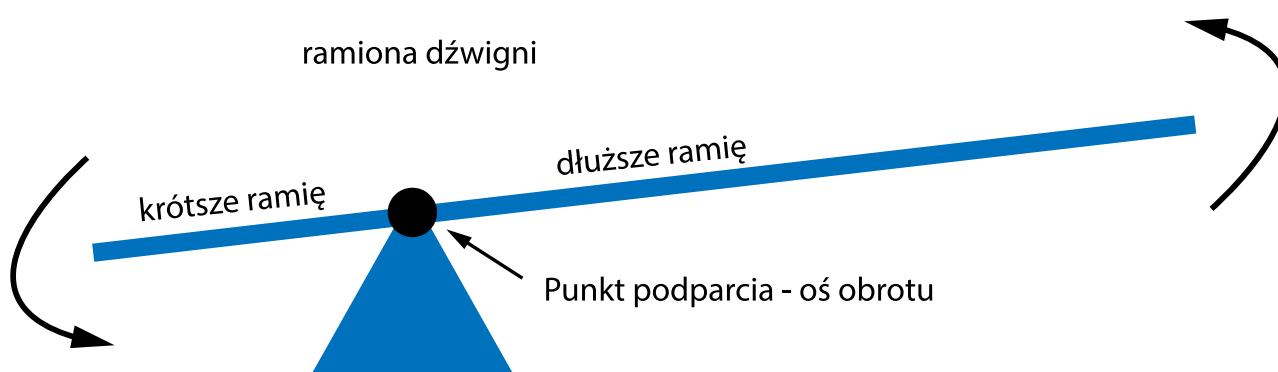 ramiona dźwigni
dłuższe ramię
krótsze ramię
Punkt podparcia - oś obrotu